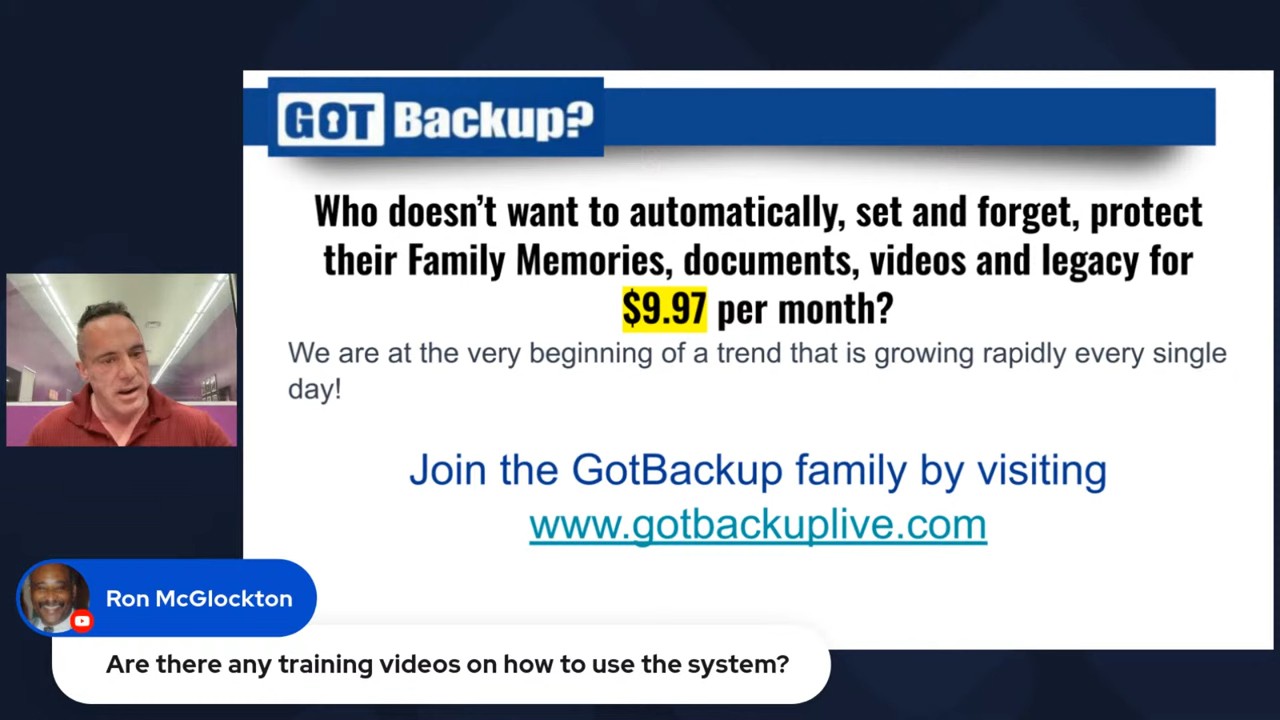 GOT Backup?
Who doesn’t want to automatically, set and forget, protect
their Family Memories, documents, videos and legacy for
$9.97 per month?
We are at the very beginning of a trend that is growing rapidly every single
day!
Join the GotBackup family by visiting
www.gotbackuplive.com
Ron McGlockton
Are there any training videos on how to use the system?